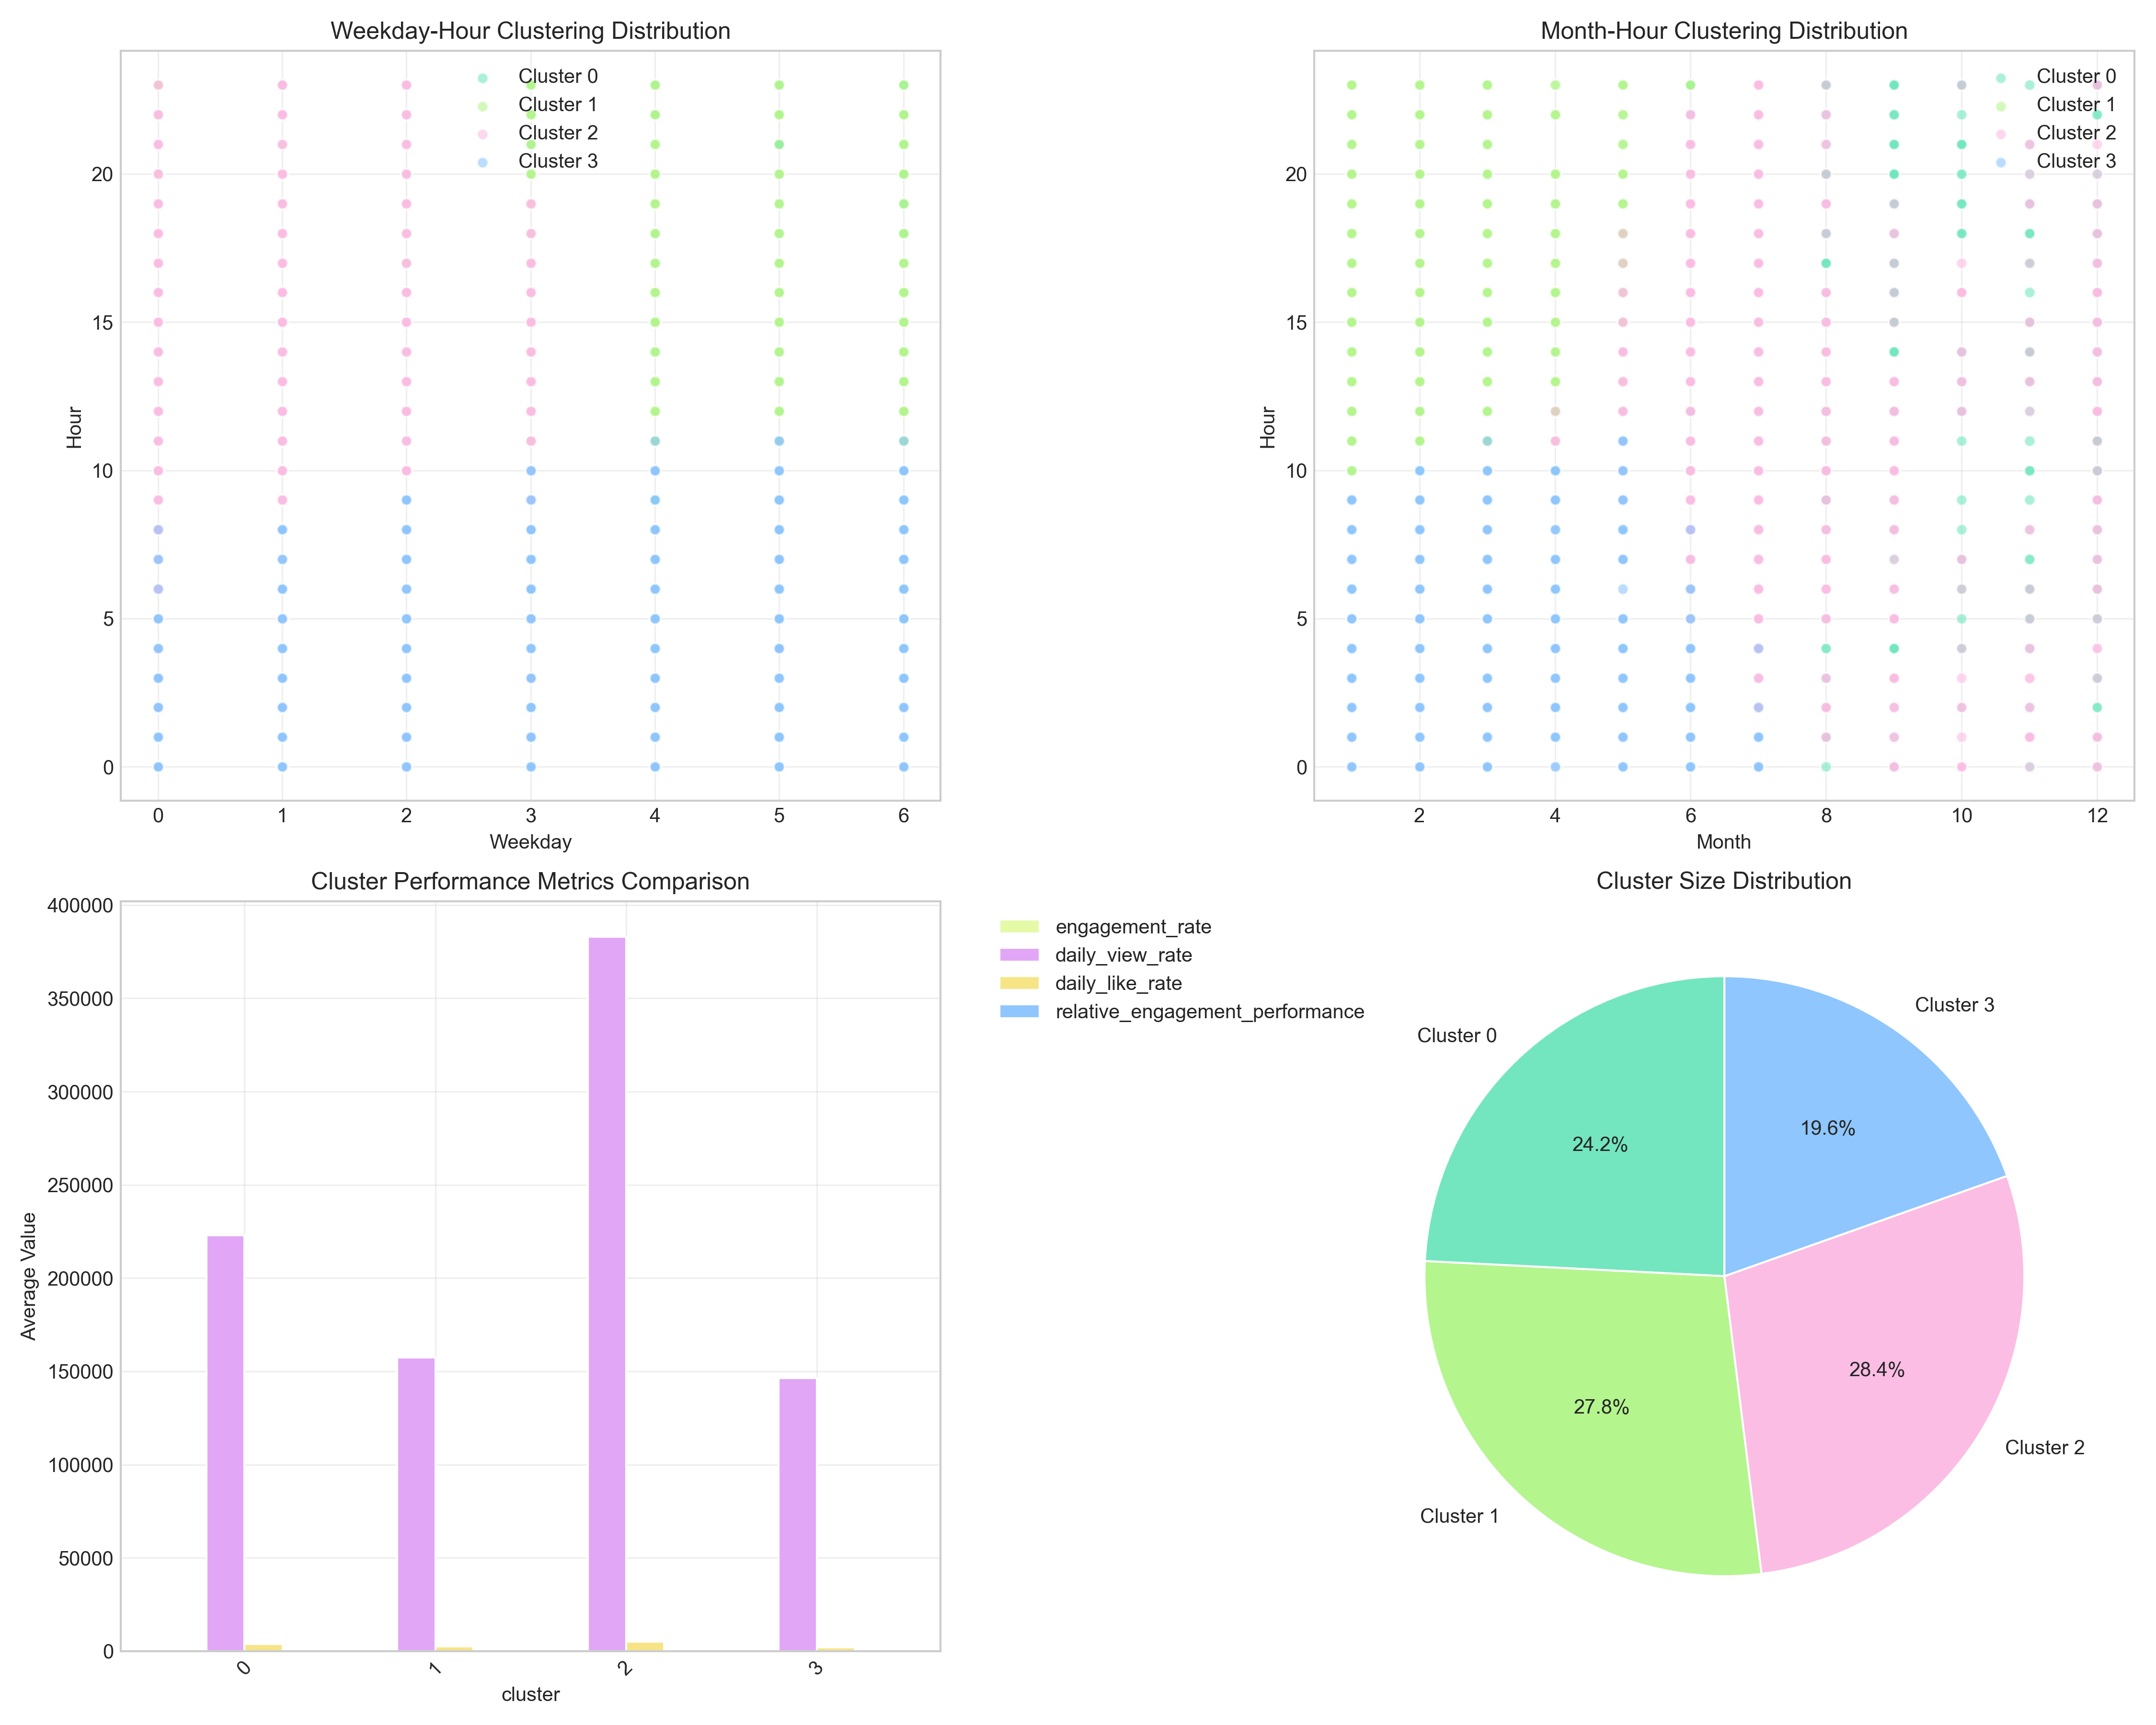 Weekday-Hour Clustering Distribution
Cluster 0
Cluster 1
Cluster 2
Cluster 3
20
15
10
5
0
Hour
0 1 2 3 4 5 6
Weekday
Month-Hour Clustering Distribution
Cluster 0
Cluster 1
Cluster 2
Cluster 3
20
15
10
5
0
Hour
2 4 6 8 10 12
Month
Cluster Performance Metrics Comparison
400000
350000
300000
250000
200000
150000
100000
50000
0
Average Value
0 1 2 3
cluster
engagement_rate
daily_view_rate
daily_like_rate
relative_engagement_performance
Cluster Size Distribution
Cluster 3
Cluster 0
19.6%
24.2%
28.4%
27.8%
Cluster 2
Cluster 1